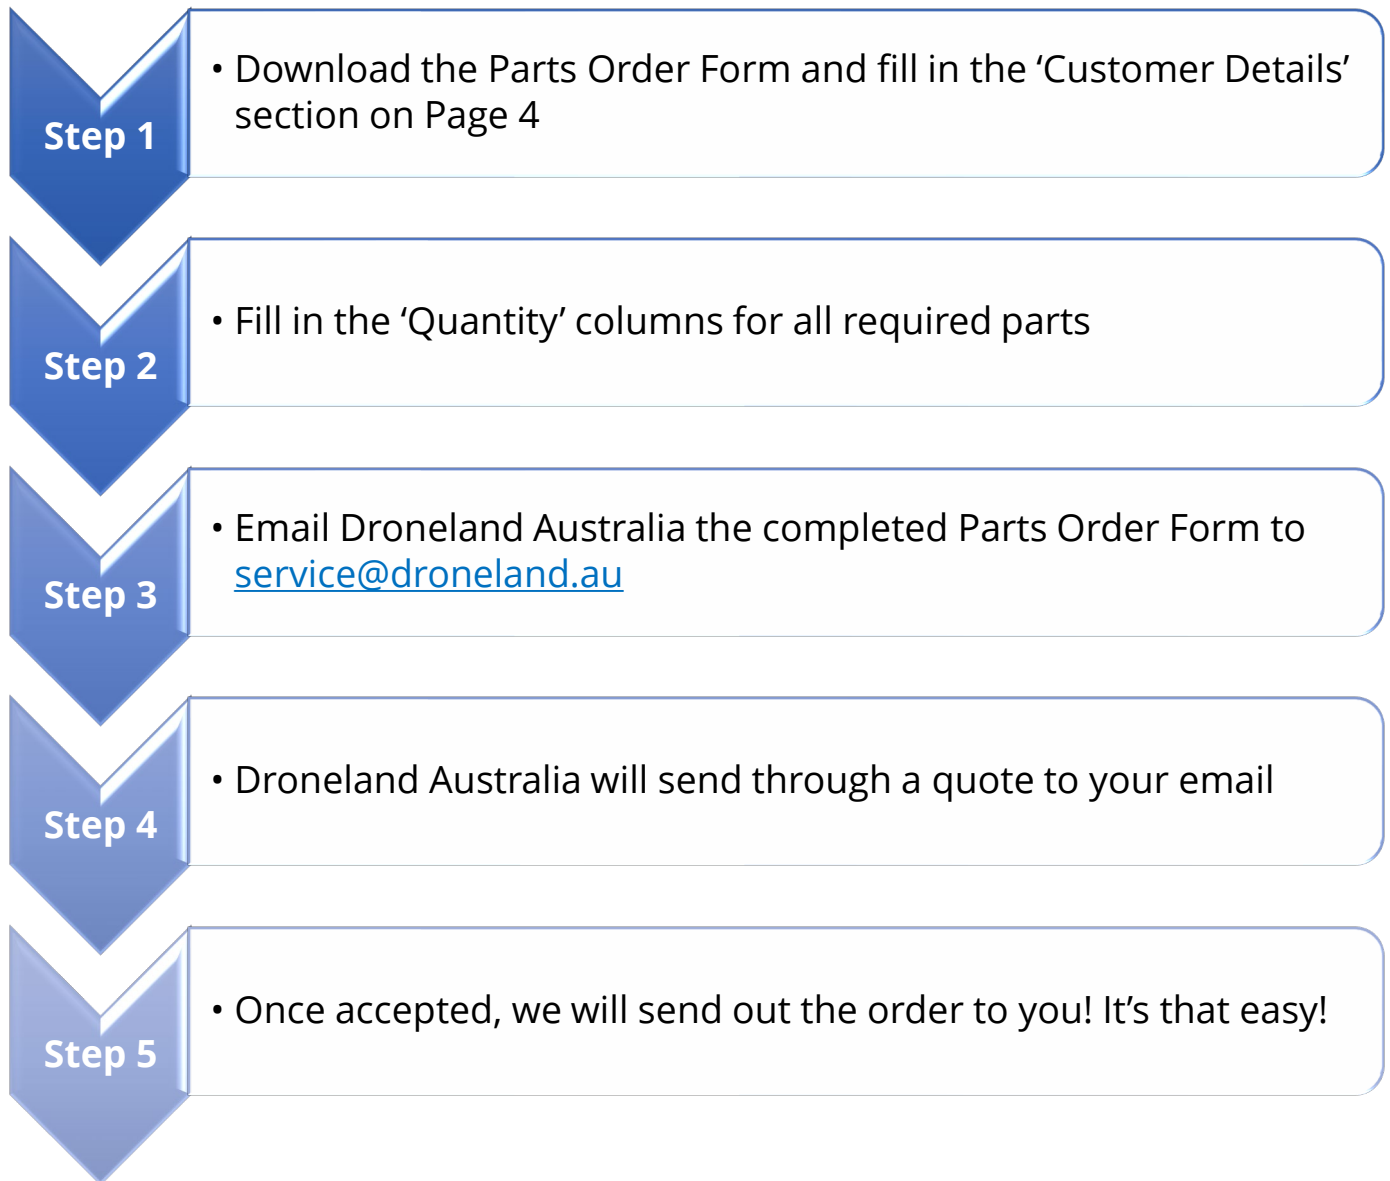 Step 1
• Download the Parts Order Form and fill in the ‘Customer Details’
section on Page 4
Step 2
• Fill in the ‘Quantity’ columns for all required parts
Step 3
• Email Droneland Australia the completed Parts Order Form to
service@droneland.au
Step 4
• Droneland Australia will send through a quote to your email
Step 5
• Once accepted, we will send out the order to you! It’s that easy!